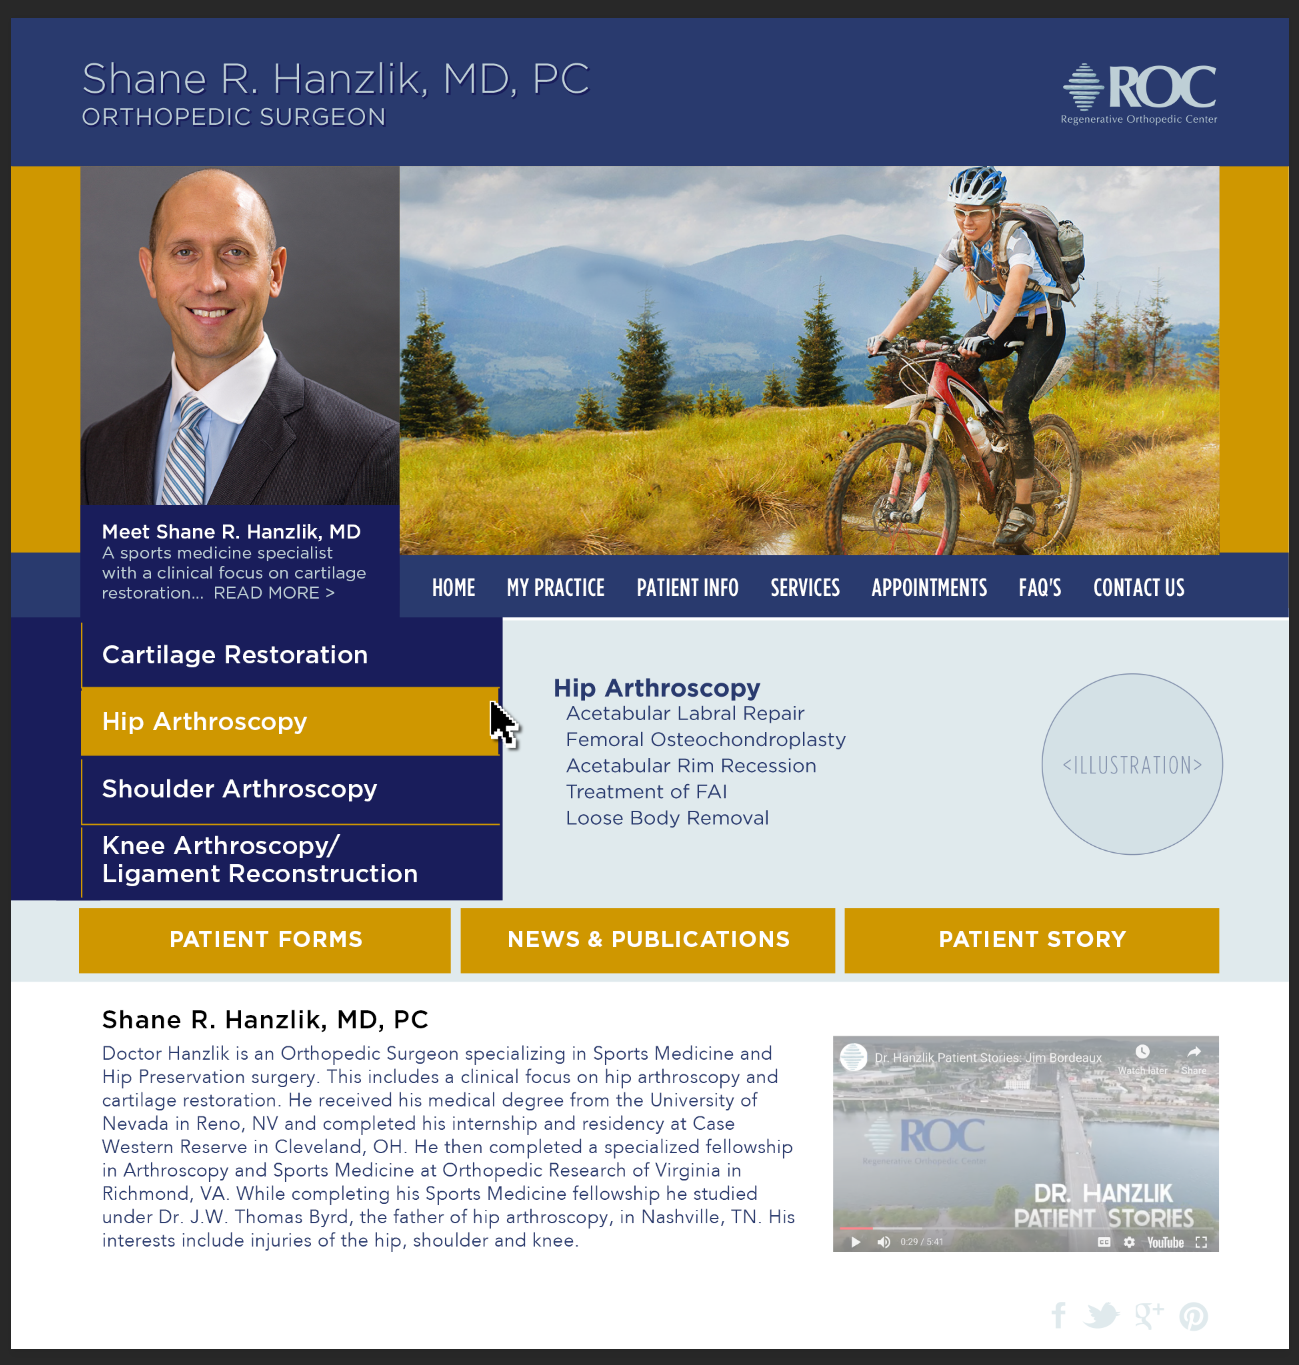 Shane R. Hanzlik, MD, PC
ORTHOPEDIC SURGEON
ROC
Regenerative Orthopedic Center
Meet Shane R. Hanzlik, MD
A sports medicine specialist
with a clinical focus on cartilage
restoration... READ MORE >
HOME MY PRACTICE PATIENT INFO SERVICES APPOINTMENTS FAQ'S CONTACT US
Cartilage Restoration
Hip Arthroscopy
Shoulder Arthroscopy
Knee Arthroscopy/
Ligament Reconstruction
Hip Arthroscopy
Acetabular Labral Repair
Femoral Osteochondroplasty
Acetabular Rim Recession
Treatment of FAI
Loose Body Removal
<ILLUSTRATION>
PATIENT FORMS NEWS & PUBLICATIONS PATIENT STORY
Shane R. Hanzlik, MD, PC
Doctor Hanzlik is an Orthopedic Surgeon specializing in Sports Medicine and
Hip Preservation surgery. This includes a clinical focus on hip arthroscopy and
cartilage restoration. He received his medical degree from the University of
Nevada in Reno, NV and completed his internship and residency at Case
Western Reserve in Cleveland, OH. He then completed a specialized fellowship
in Arthroscopy and Sports Medicine at Orthopedic Research of Virginia in
Richmond, VA. While completing his Sports Medicine fellowship he studied
under Dr. J.W. Thomas Byrd, the father of hip arthroscopy, in Nashville, TN. His
interests include injuries of the hip, shoulder and knee.
Dr. Hanzlik Patient Stories: Jim Bordeaux
Watch later Share
ROC
Regenerative Orthopedic Center
DR. HANZLIK
PATIENT STORIES
0:29 / 5:41 CC YouTube